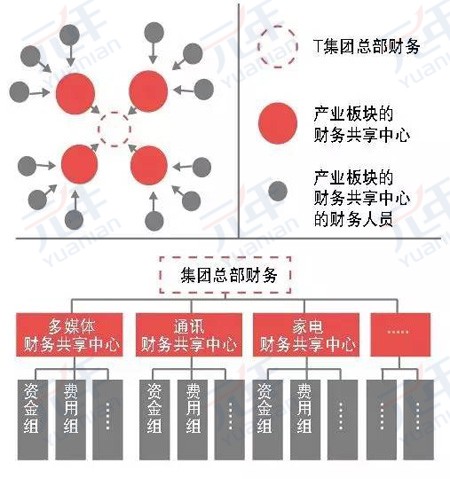 T集团总部财务
产业板块的
财务共享中心
产业板块的
财务共享中心
的财务人员
集团总部财务
多媒体
财务共享中心
通讯
财务共享中心
家电
财务共享中心
.....
资金组
费用组
.....
资金组
费用组
.....
资金组
费用组
.....
.....
.....
元年
Yuanian